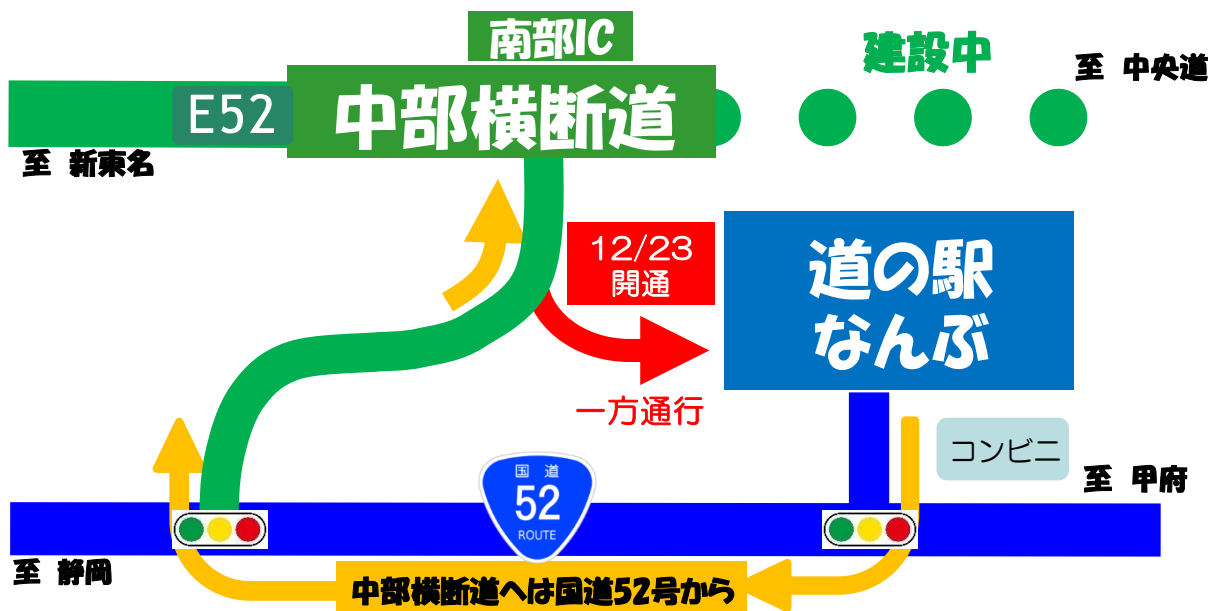 南部IC
建設中
至 中央道
E52
中部横断道
至 新東名
12/23
開通
道の駅
なんぶ
一方通行
コンビニ
国道
52
ROUTE
至 甲府
至 静岡
中部横断道へは国道52号から